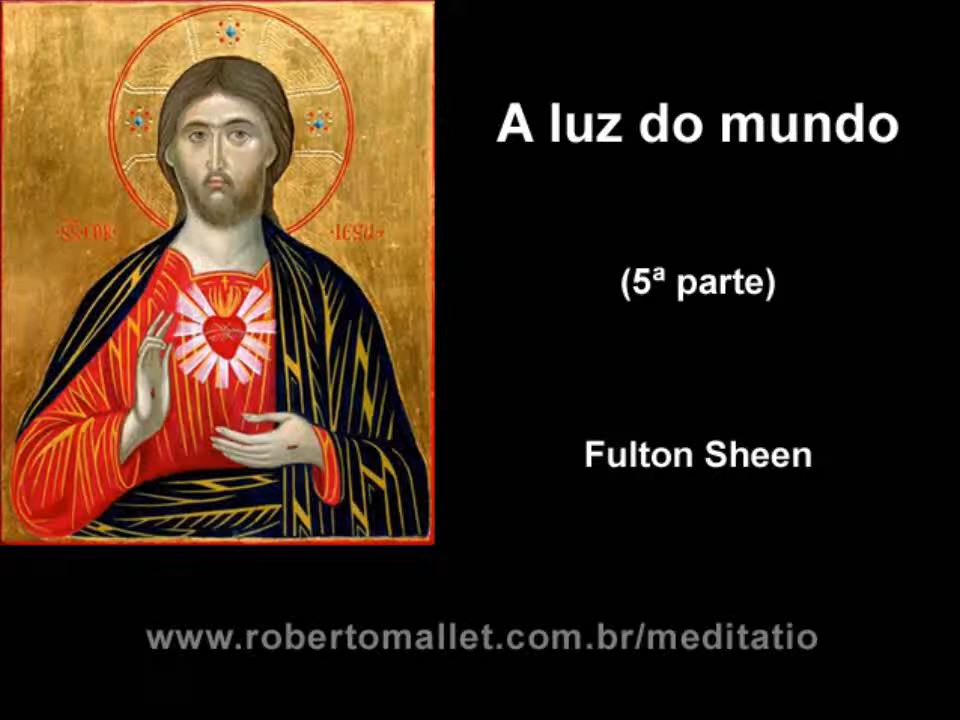 A luz do mundo
(5ª parte)
Fulton Sheen
www.robertomallet.com.br/meditatio